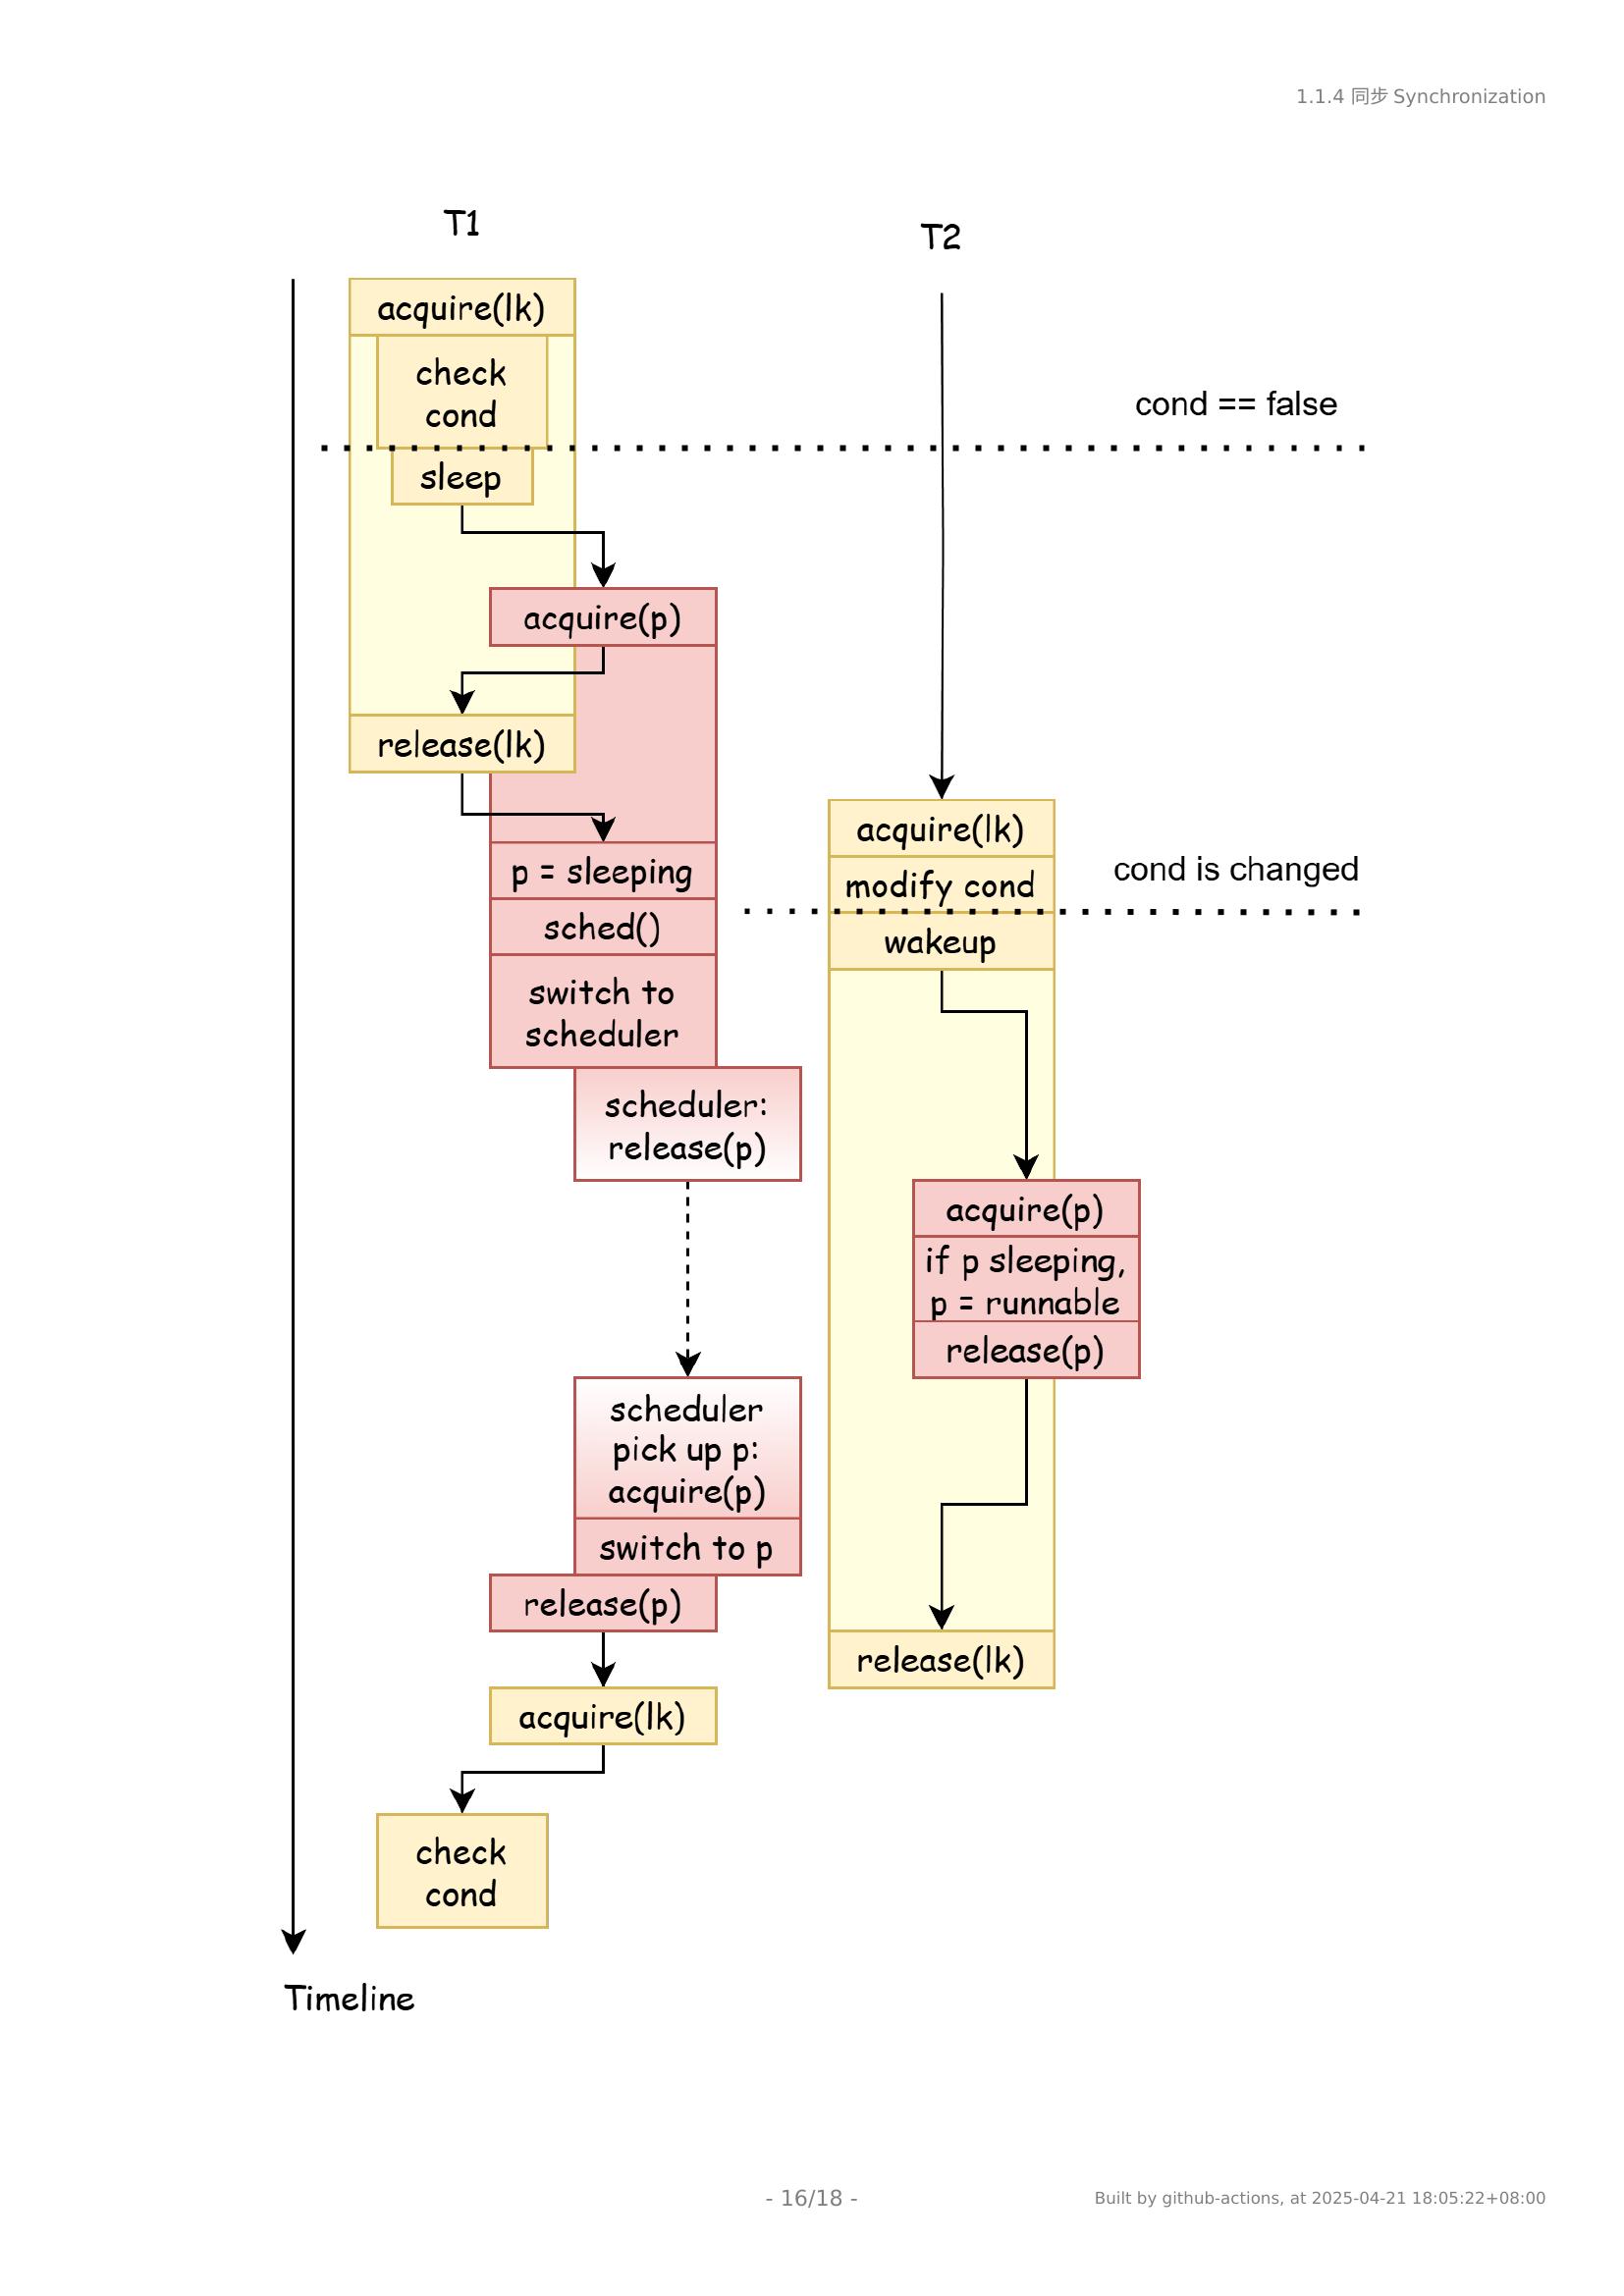 1.1.4 同步 Synchronization
T1
T2
acquire(lk)
check
cond
cond == false
sleep
acquire(p)
release(lk)
acquire(lk)
p = sleeping
modify cond
cond is changed
sched()
wakeup
switch to
scheduler
scheduler:
release(p)
acquire(p)
if p sleeping,
p = runnable
release(p)
scheduler
pick up p:
acquire(p)
switch to p
release(p)
release(lk)
acquire(lk)
check
cond
Timeline
- 16/18 -
Built by github-actions, at 2025-04-21 18:05:22+08:00